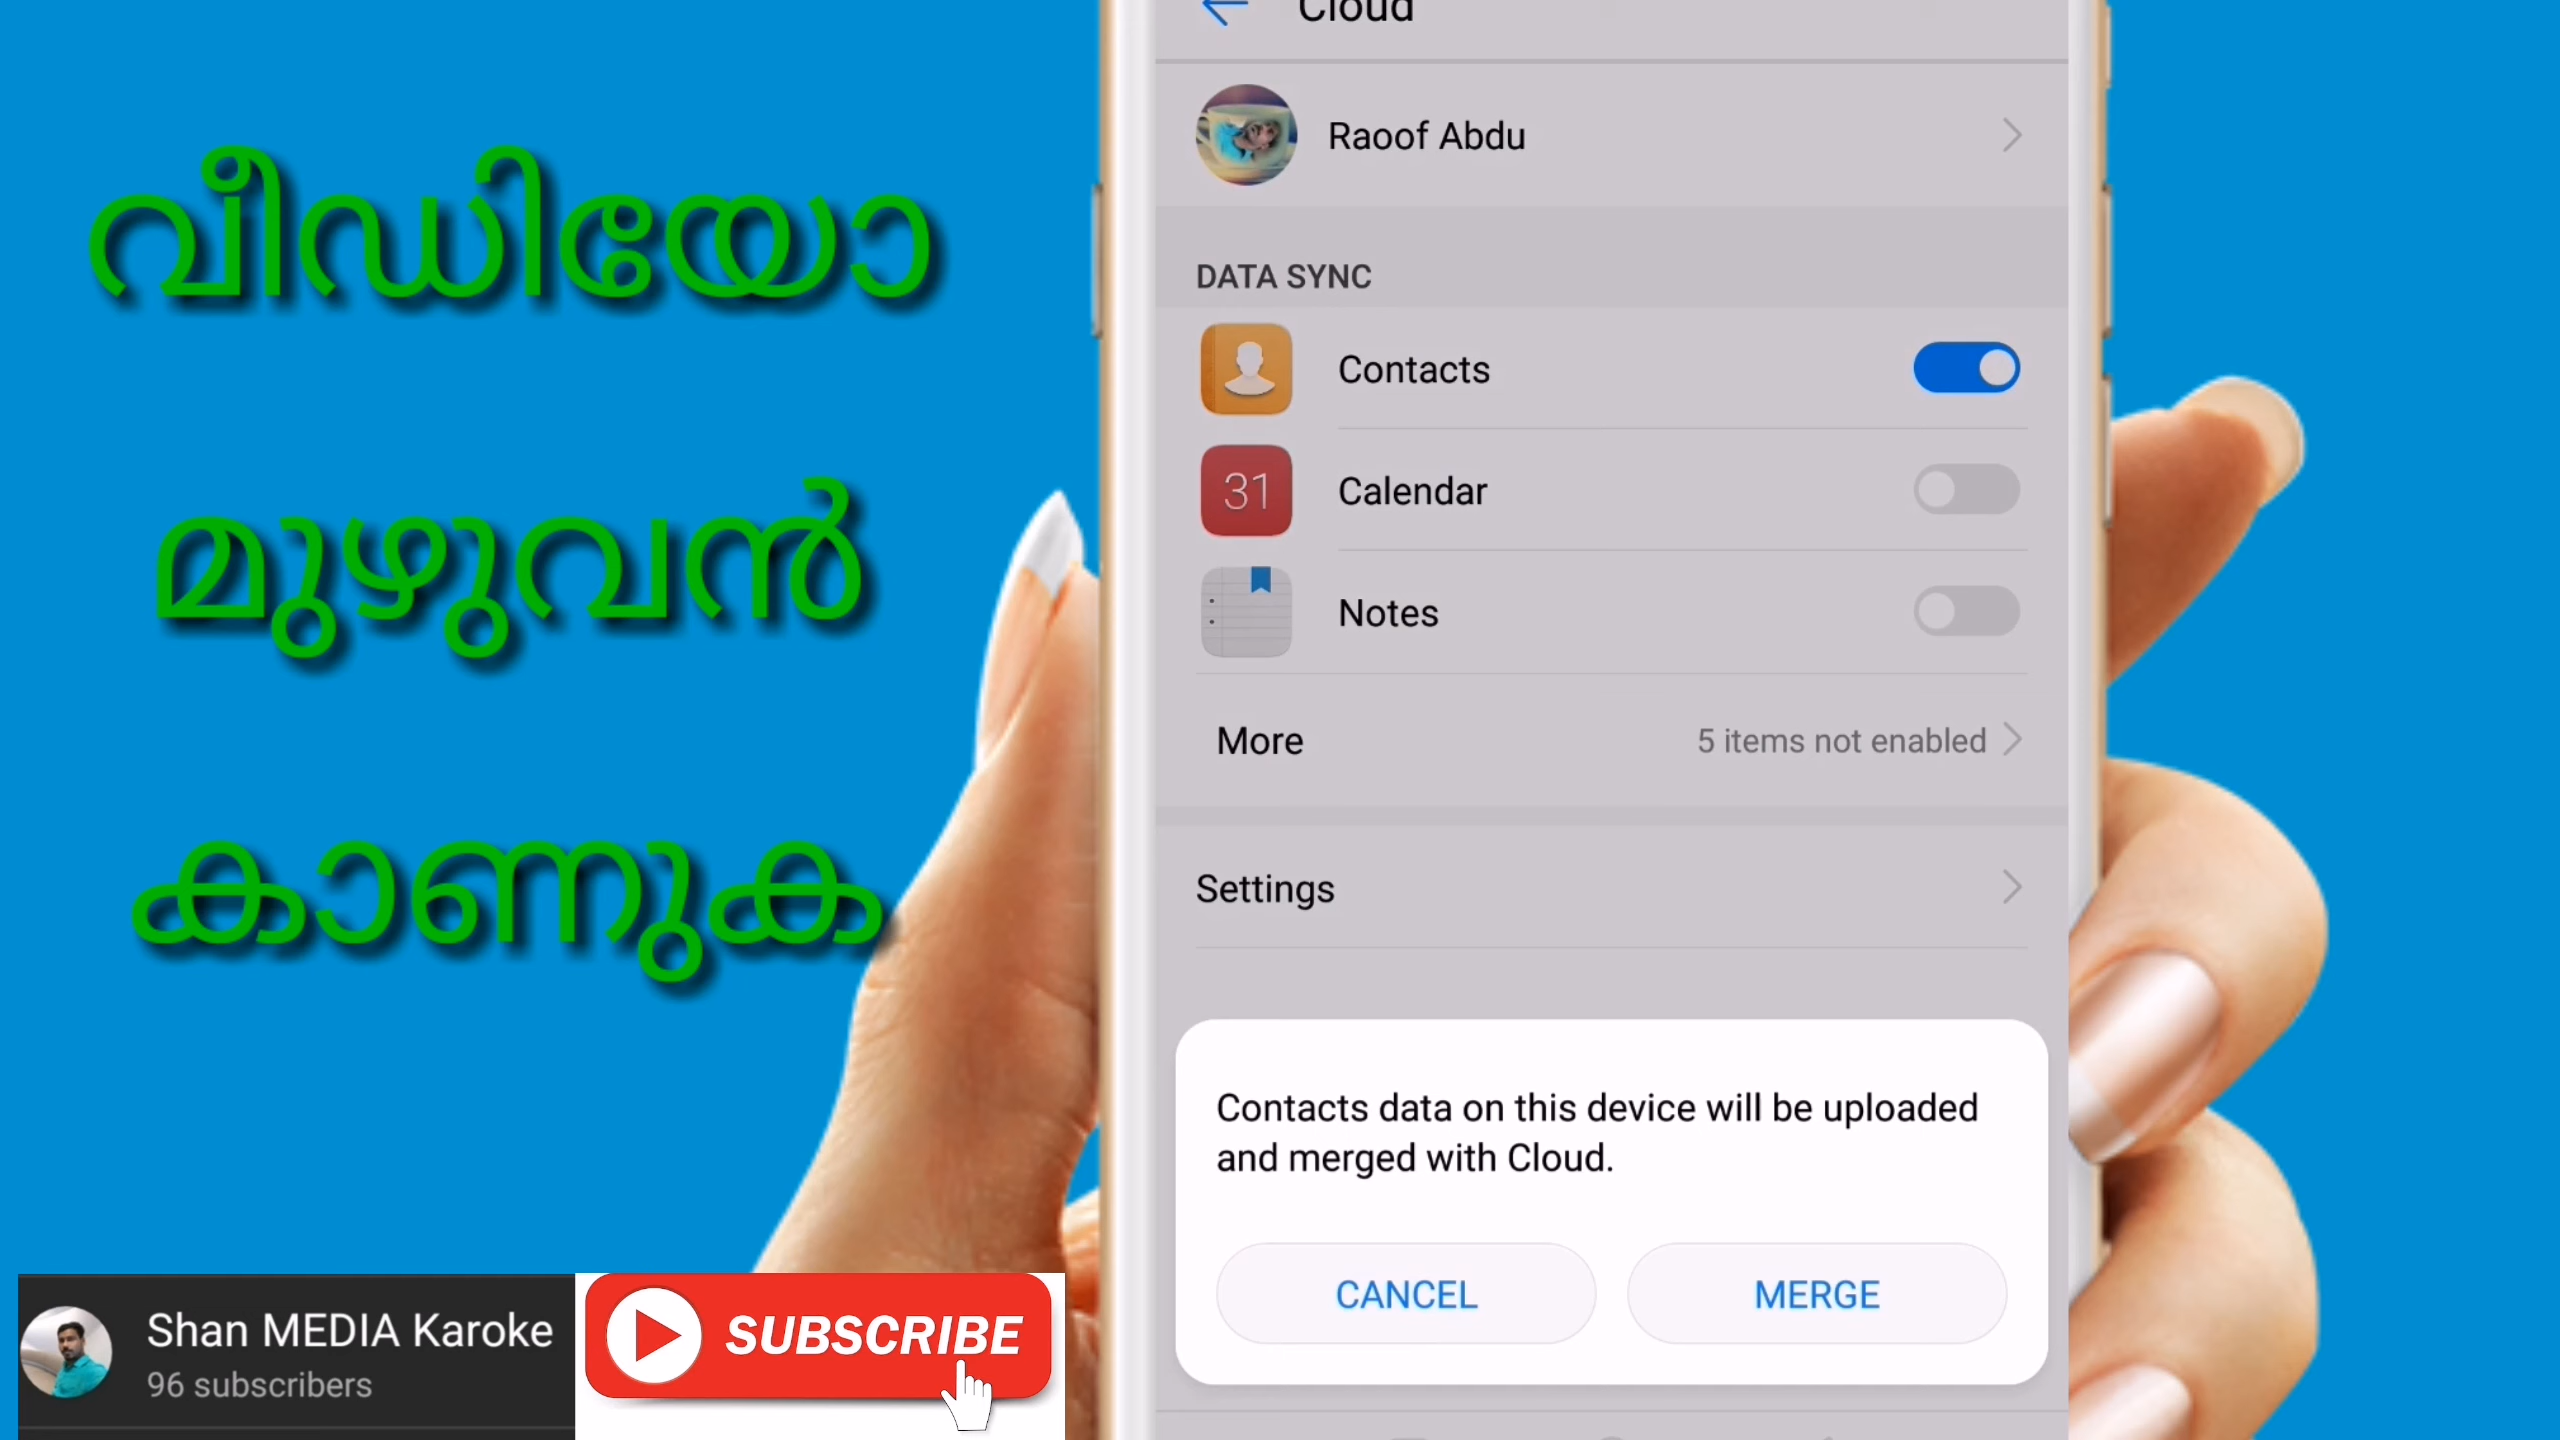 വീഡിയോ
മുഴുവൻ
കാണുക
Shan MEDIA Karoke
96 subscribers
SUBSCRIBE
Cloud
Raoof Abdu
DATA SYNC
Contacts
31
Calendar
Notes
More
5 items not enabled
Settings
Contacts data on this device will be uploaded
and merged with Cloud.
CANCEL
MERGE